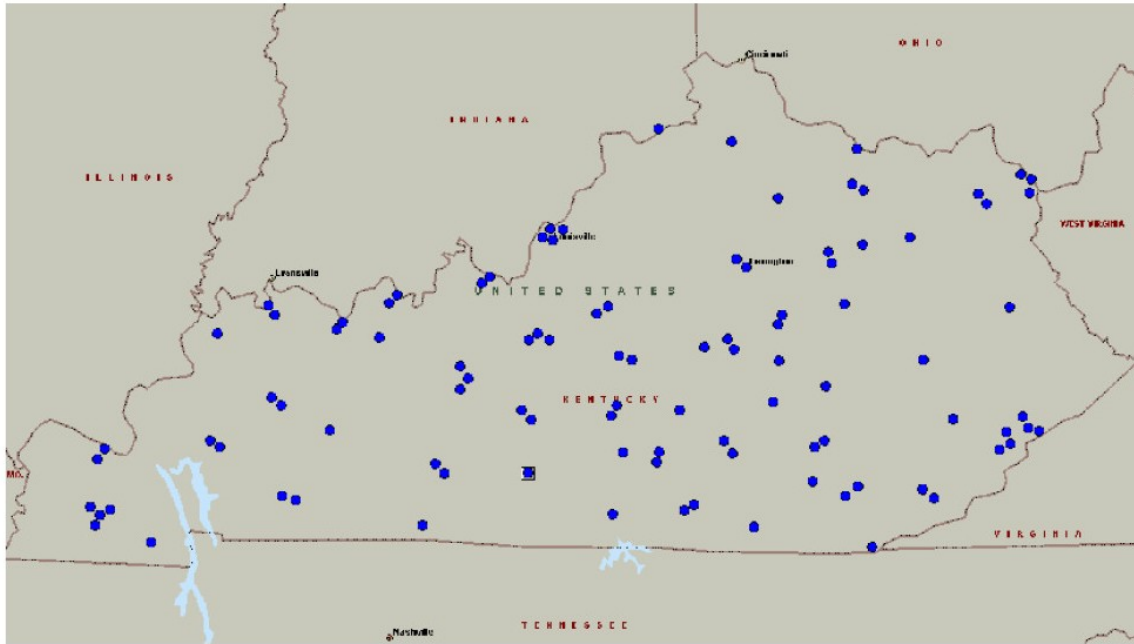 Cincinnati
OHIO
INDIANA
ILLINOIS
WEST VIRGINIA
Louisville
Lexington
Evansville
UNITED STATES
KENTUCKY
MO.
VIRGINIA
TENNESSEE
Nashville